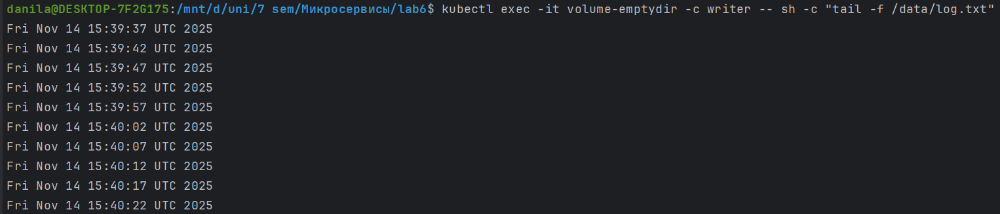 danila@DESKTOP-7F26175:/mnt/d/uni/7 sem/Микросервисы/lab6$ kubectl exec -it volume-emptydir -c writer -- sh -c "tail -f /data/log.txt"
Fri Nov 14 15:39:37 UTC 2025
Fri Nov 14 15:39:42 UTC 2025
Fri Nov 14 15:39:47 UTC 2025
Fri Nov 14 15:39:52 UTC 2025
Fri Nov 14 15:39:57 UTC 2025
Fri Nov 14 15:40:02 UTC 2025
Fri Nov 14 15:40:07 UTC 2025
Fri Nov 14 15:40:12 UTC 2025
Fri Nov 14 15:40:17 UTC 2025
Fri Nov 14 15:40:22 UTC 2025